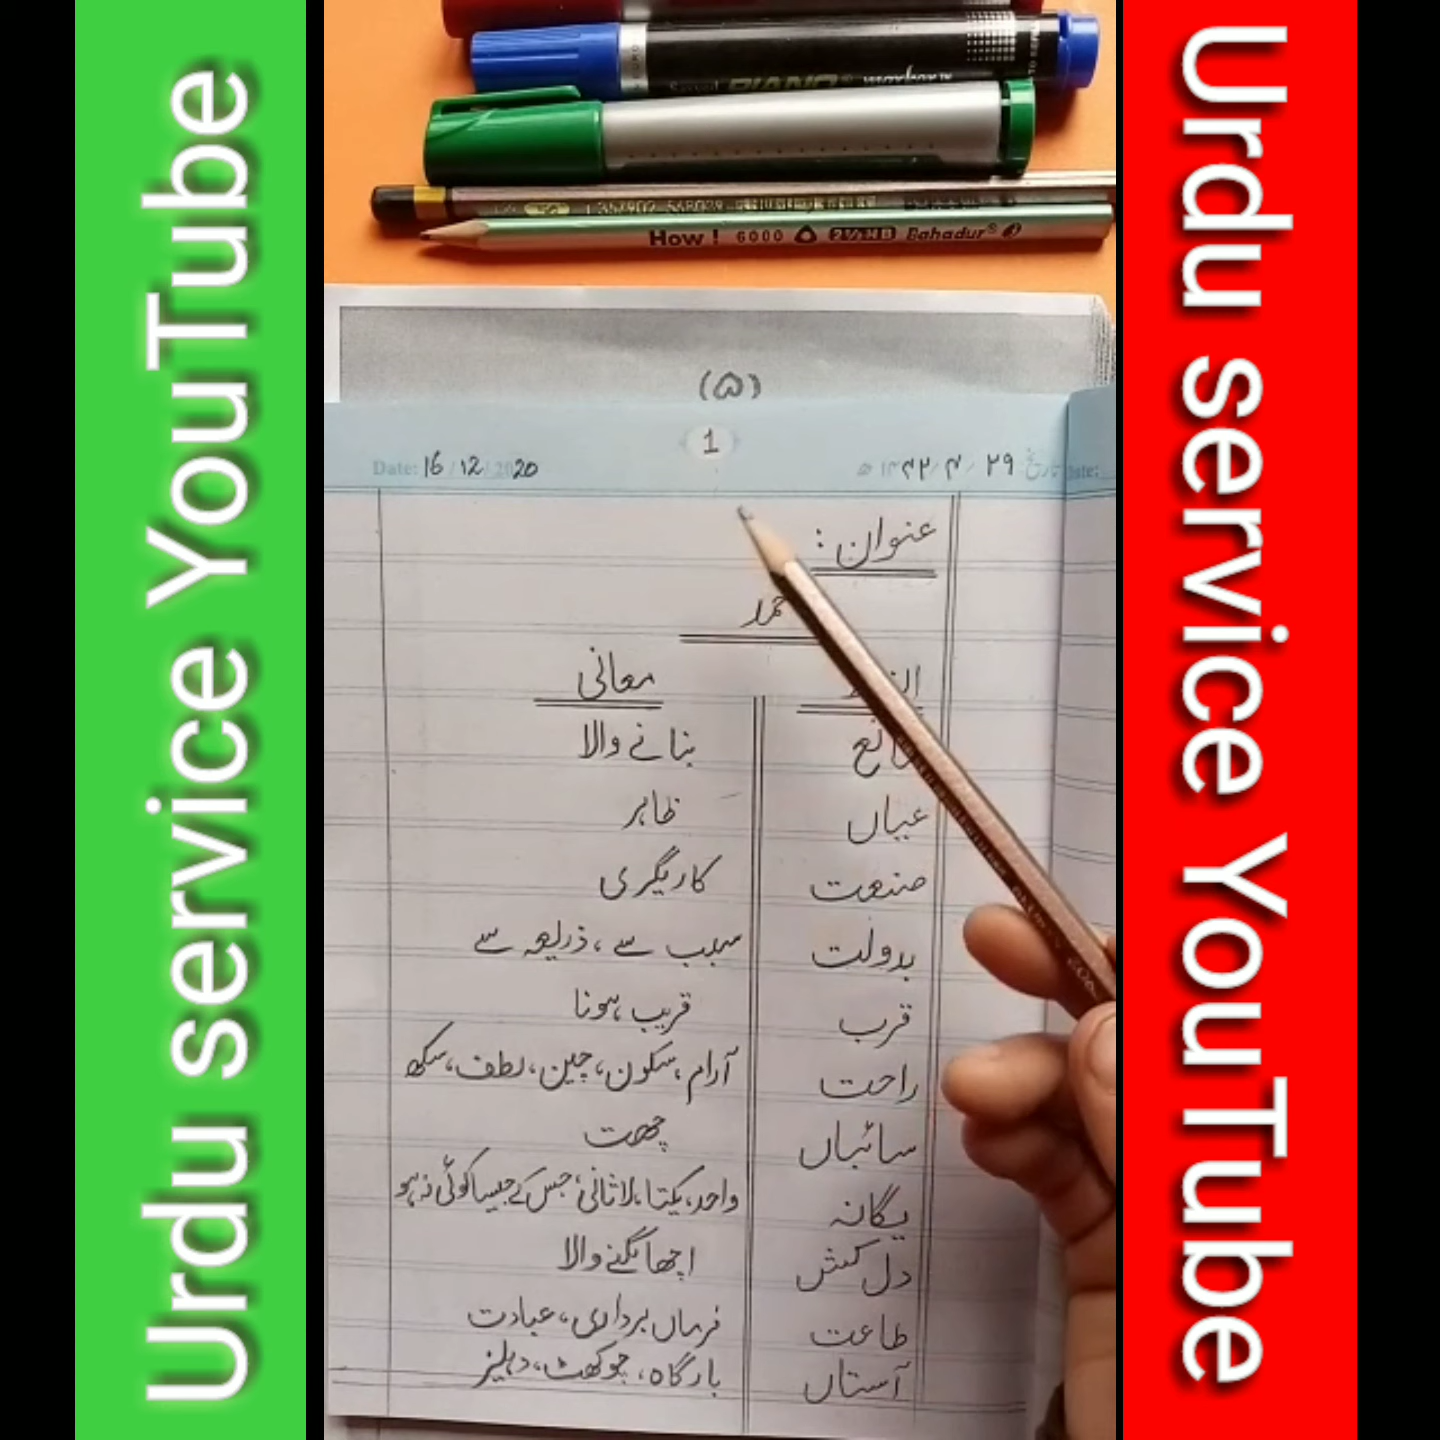 Urdu service YouTube
PIANO
How ! 6000 2½ HB Bahadur
(۵)
1
Date: 16/12/2020
تاریخ ۲۹
عنوان :
حمد
معانی
صانع بنانے والا
عیاں ظاہر
صنعت کاریگری
بدولت سبب سے ، ذریعہ سے
قرب قریب ہونا
راحت آرام ، سکون ، چین ، لطف ، سکھ
سائباں چھت
یگانہ واحد ، یکتا ، لاثانی ، جس کے جیسا کوئی نہ ہو
دل کش اچھا لگنے والا
طاعت فرماں برداری ، عبادت
آستاں بارگاہ ، چوکھٹ ، دہلیز
Urdu service YouTube